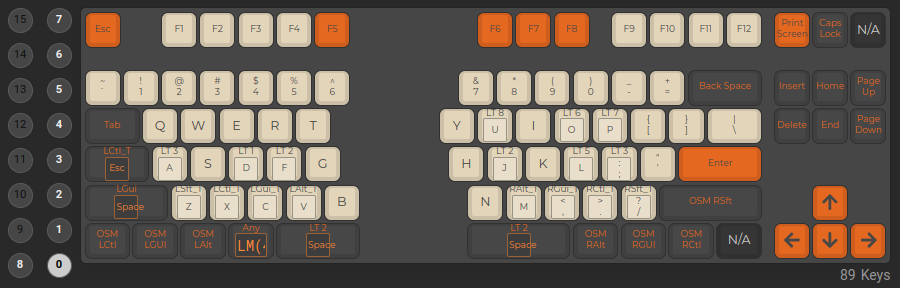 15 7 Esc F1 F2 F3 F4 F5 F6 F7 F8 F9 F10 F11 F12 Print Screen Caps Lock N/A
14 6
13 5 ~ ` ! 1 @ 2 # 3 $ 4 % 5 ^ 6 & 7 * 8 ( 9 ) 0 _ - + = Back Space Insert Home Page Up
12 4 Tab Q W E R T Y LT 8 U I LT 6 O LT 7 P { [ } ] | \ Delete End Page Down
11 3 LCtl_T Esc LT 3 A S LT 1 D LT 2 F G H LT 2 J K LT 5 L LT 3 : ; " ' Enter
10 2 LGui Space LSft_T Z LCtl_T X LGui_T C LAlt_T V B N RAlt_T M RGui_T < , RCtl_T > . RSft_T ? / OSM RSft ↑
9 1 OSM LCtl OSM LGUI OSM LAlt Any LM( LT 2 Space LT 2 Space OSM RAlt OSM RGUI OSM RCtl N/A ← ↓ →
8 0
89 Keys